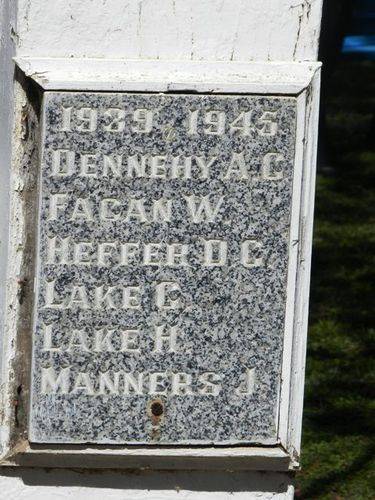 1939 1945
DENNEHY A.C
FAGAN W
HEFFER D C
LAKE C
LAKE H
MANNERS J